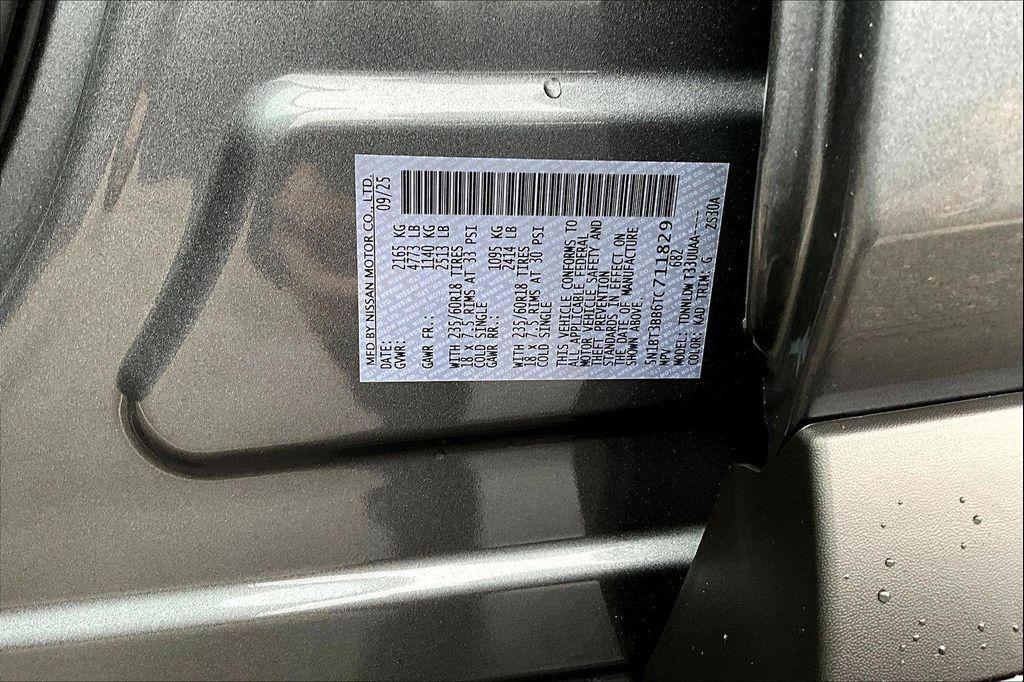 MFD BY NISSAN MOTOR CO., LTD.
DATE: 09/25
GVWR: 2165 KG
4773 LB
GAWR FR.: 1140 KG
2513 LB
WITH 235/60R18 TIRES
18 X 7.5 RIMS AT 33 PSI
COLD SINGLE
GAWR RR.: 1095 KG
2414 LB
WITH 235/60R18 TIRES
18 X 7.5 RIMS AT 30 PSI
COLD SINGLE
THIS VEHICLE CONFORMS TO
ALL APPLICABLE FEDERAL
MOTOR VEHICLE SAFETY AND
THEFT PREVENTION
STANDARDS IN EFFECT ON
THE DATE OF MANUFACTURE
SHOWN ABOVE.
5N1BT3BB6TC711829
MPV 682
COLOR: KAD TRIM: G ZS30A